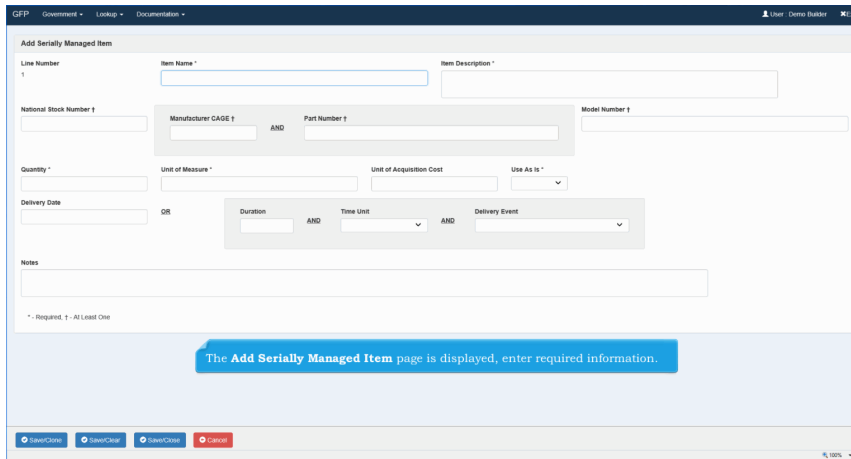 GFP Government Lookup Documentation User : Demo Builder
Add Serially Managed Item
Line Number Item Name * Item Description *
1
National Stock Number † Manufacturer CAGE † AND Part Number † Model Number †
Quantity * Unit of Measure * Unit of Acquisition Cost Use As Is *
Delivery Date OR Duration AND Time Unit AND Delivery Event
Notes
* - Required, † - At Least One
The Add Serially Managed Item page is displayed, enter required information.
Save/Clone Save/Clear Save/Close Cancel
100%